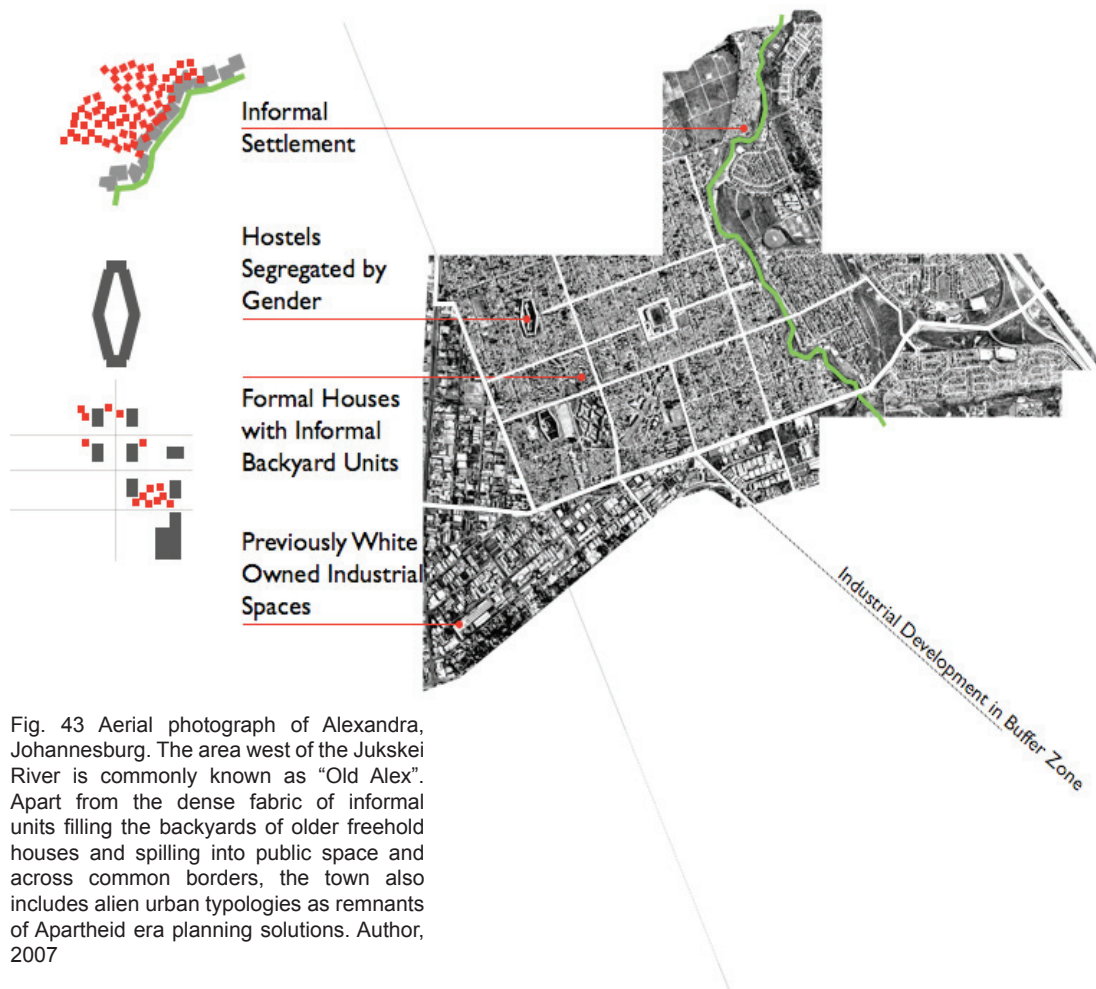 Informal
Settlement
Hostels
Segregated by
Gender
Formal Houses
with Informal
Backyard Units
Previously White
Owned Industrial
Spaces
Industrial Development in Buffer Zone
Fig. 43 Aerial photograph of Alexandra,
Johannesburg. The area west of the Jukskei
River is commonly known as “Old Alex”.
Apart from the dense fabric of informal
units filling the backyards of older freehold
houses and spilling into public space and
across common borders, the town also
includes alien urban typologies as remnants
of Apartheid era planning solutions. Author,
2007